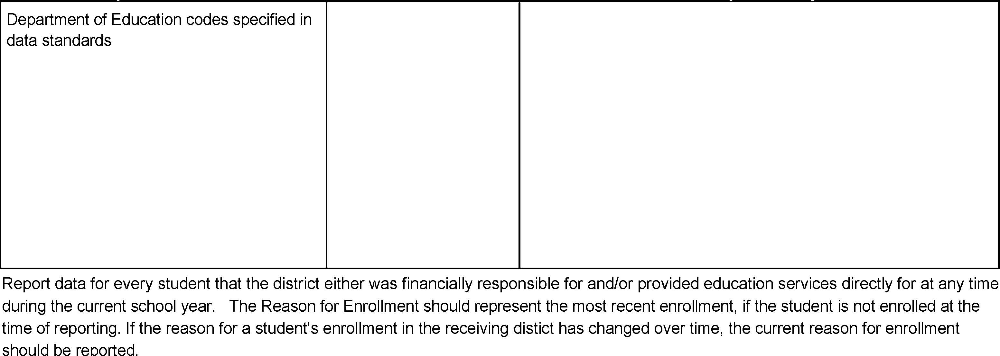 Department of Education codes specified in
data standards
Report data for every student that the district either was financially responsible for and/or provided education services directly for at any time
during the current school year.   The Reason for Enrollment should represent the most recent enrollment, if the student is not enrolled at the
time of reporting. If the reason for a student's enrollment in the receiving distict has changed over time, the current reason for enrollment
should be reported.